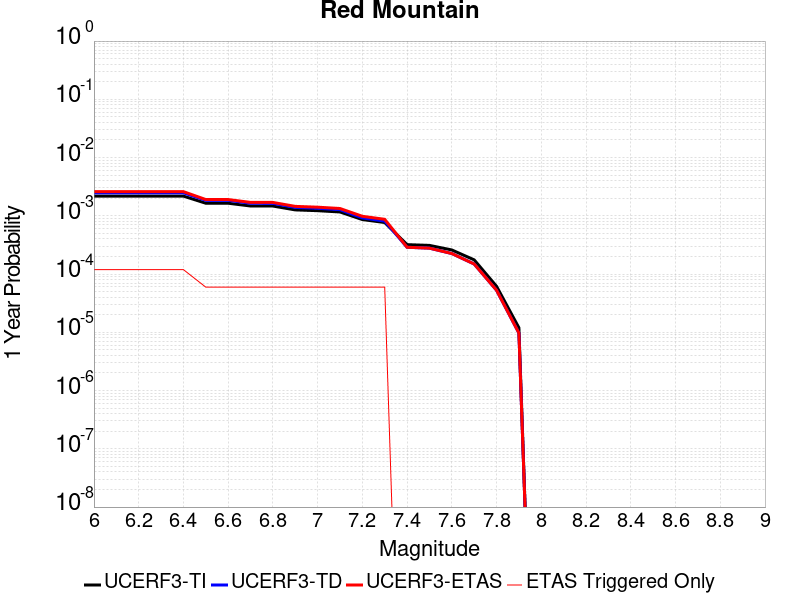 Red Mountain
10^0
10^-1
10^-2
10^-3
10^-4
10^-5
10^-6
10^-7
10^-8
1 Year Probability
6 6.2 6.4 6.6 6.8 7 7.2 7.4 7.6 7.8 8 8.2 8.4 8.6 8.8 9
Magnitude
UCERF3-TI UCERF3-TD UCERF3-ETAS ETAS Triggered Only